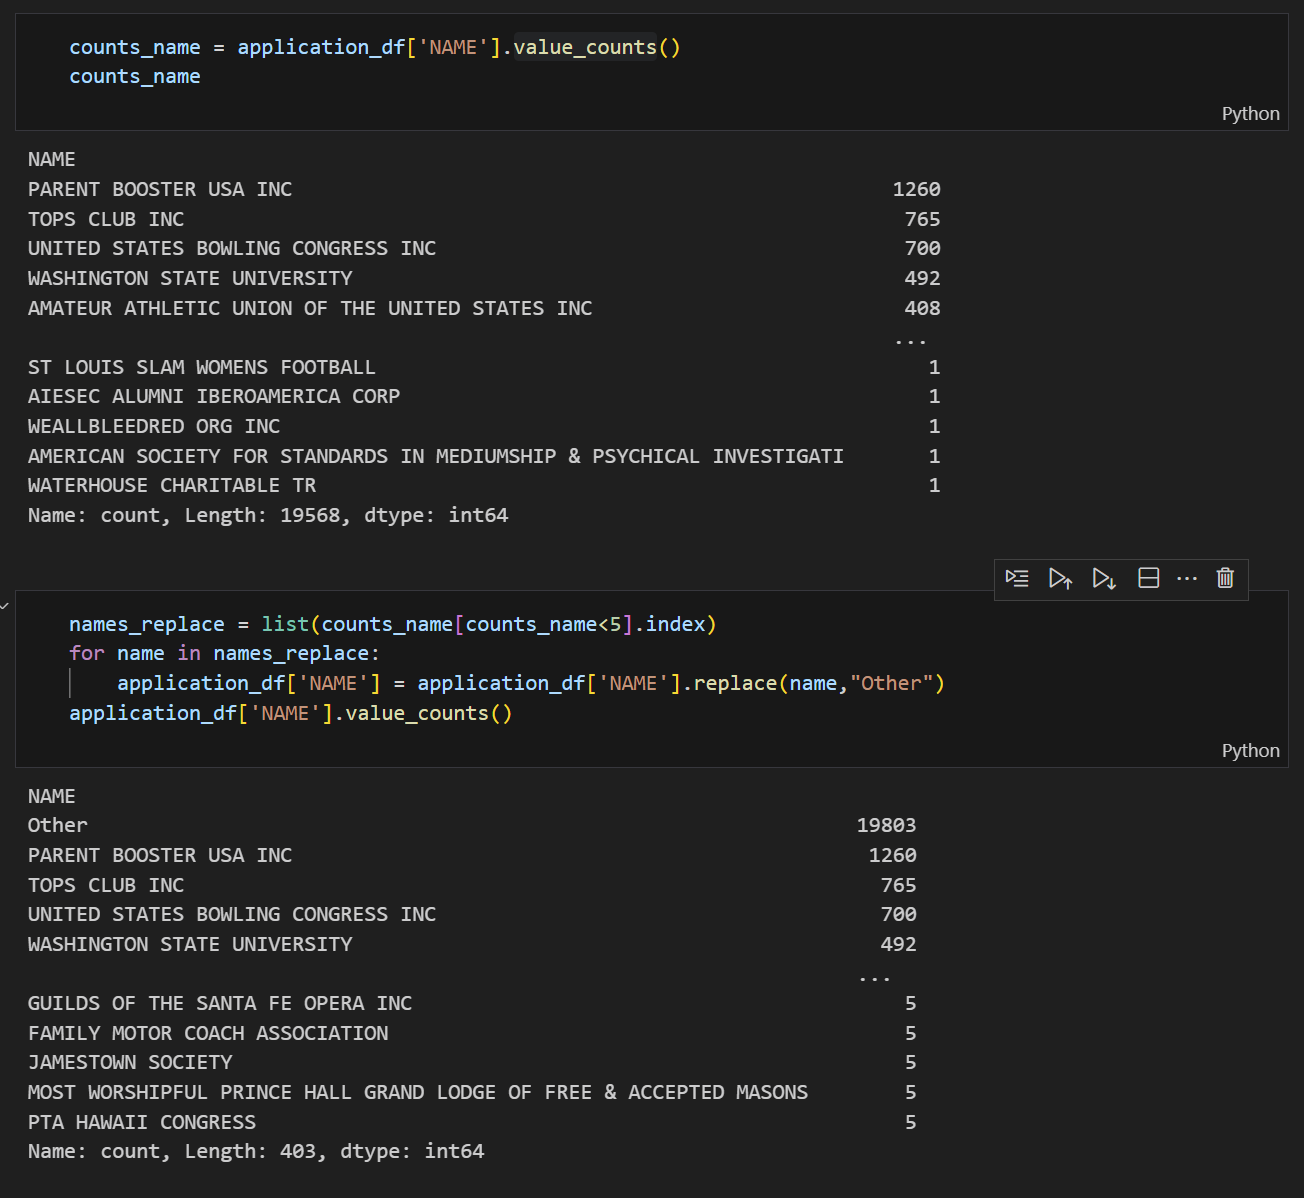 counts_name = application_df['NAME'].value_counts()
counts_name
Python
NAME
PARENT BOOSTER USA INC 1260
TOPS CLUB INC 765
UNITED STATES BOWLING CONGRESS INC 700
WASHINGTON STATE UNIVERSITY 492
AMATEUR ATHLETIC UNION OF THE UNITED STATES INC 408
...
ST LOUIS SLAM WOMENS FOOTBALL 1
AIESEC ALUMNI IBEROAMERICA CORP 1
WEALLBLEEDRED ORG INC 1
AMERICAN SOCIETY FOR STANDARDS IN MEDIUMSHIP & PSYCHICAL INVESTIGATI 1
WATERHOUSE CHARITABLE TR 1
Name: count, Length: 19568, dtype: int64
names_replace = list(counts_name[counts_name<5].index)
for name in names_replace:
    application_df['NAME'] = application_df['NAME'].replace(name,"Other")
application_df['NAME'].value_counts()
Python
NAME
Other 19803
PARENT BOOSTER USA INC 1260
TOPS CLUB INC 765
UNITED STATES BOWLING CONGRESS INC 700
WASHINGTON STATE UNIVERSITY 492
...
GUILDS OF THE SANTA FE OPERA INC 5
FAMILY MOTOR COACH ASSOCIATION 5
JAMESTOWN SOCIETY 5
MOST WORSHIPFUL PRINCE HALL GRAND LODGE OF FREE & ACCEPTED MASONS 5
PTA HAWAII CONGRESS 5
Name: count, Length: 403, dtype: int64